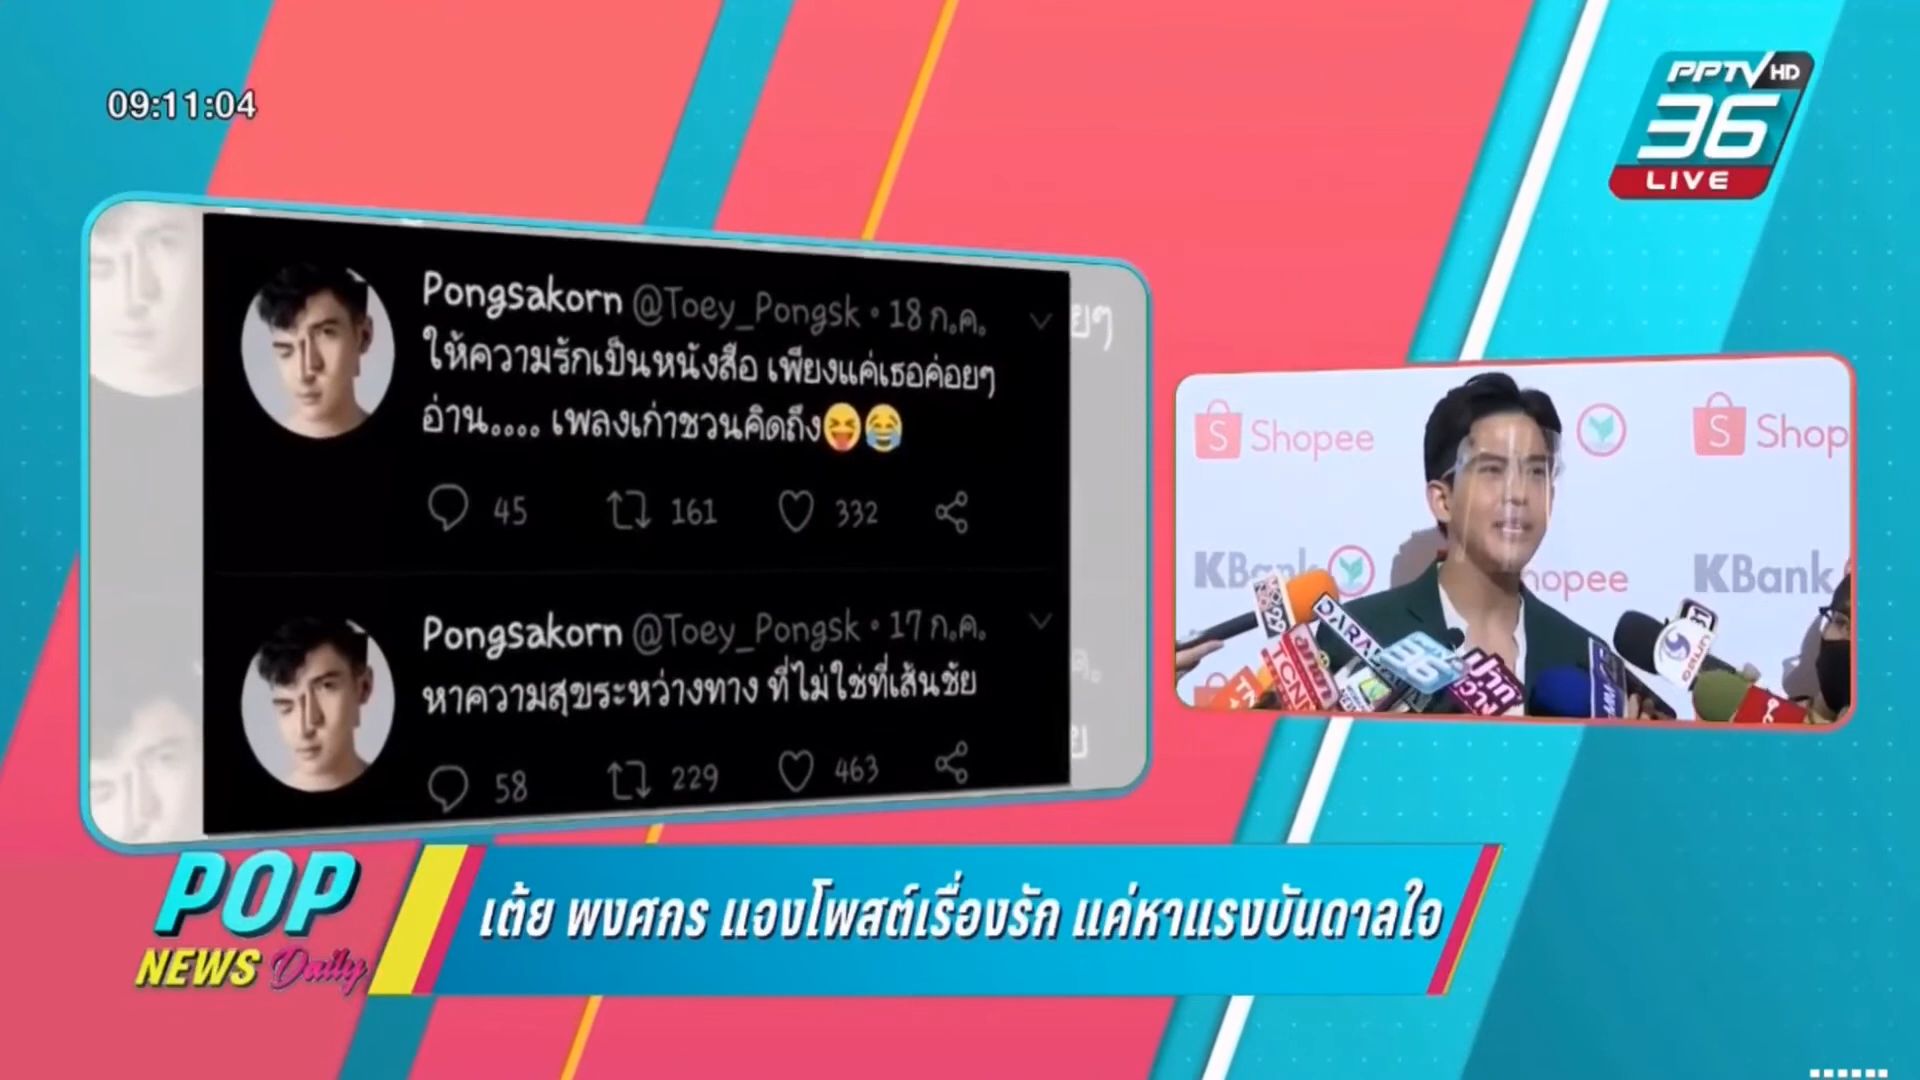 09:11:04
PPTV HD
36
LIVE
Pongsakorn @Toey_Pongsk • 18 ก.ค.
ให้ความรักเป็นหนังสือ เพียงแค่เธอค่อยๆ
อ่าน.... เพลงเก่าชวนคิดถึง😝😂
45 161 332
Pongsakorn @Toey_Pongsk • 17 ก.ค.
หาความสุขระหว่างทาง ที่ไม่ใช่ที่เส้นชัย
58 229 463
ยๆ
Shopee
Shop
KBank
hopee
KBank
DARA
36
TCNN
31
POP
NEWS Daily
เต้ย พงศกร แจงโพสต์เรื่องรัก แค่หาแรงบันดาลใจ